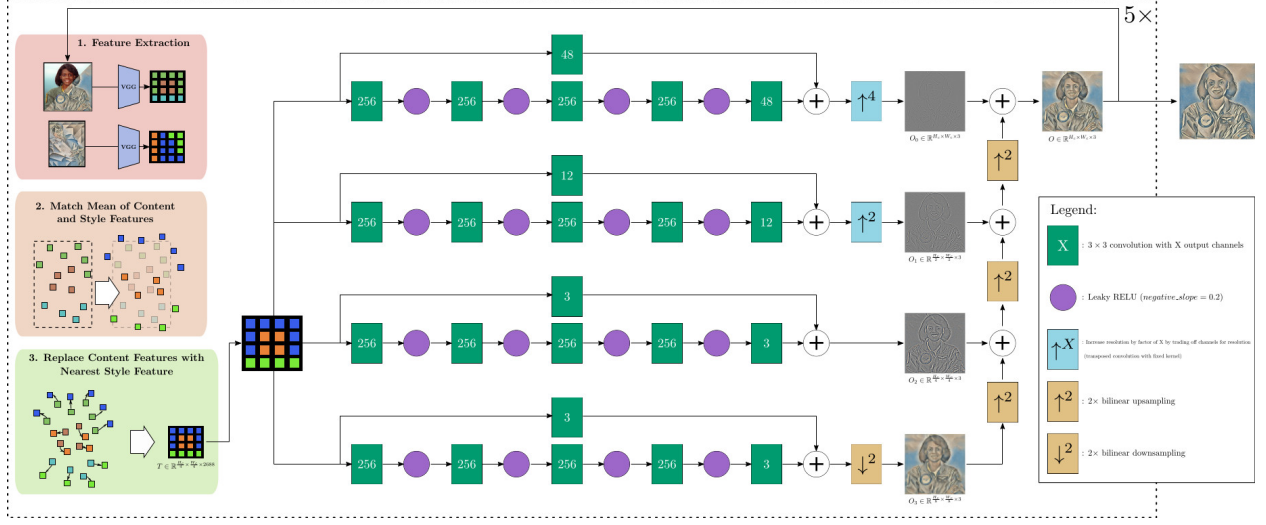 5×
1. Feature Extraction
VGG
VGG
2. Match Mean of Content
and Style Features
3. Replace Content Features with
Nearest Style Feature
48
256 256 256 256 48 + ↑4
12
256 256 256 256 12 + ↑2
3
256 256 256 256 3 +
3
256 256 256 256 3 + ↓2
+
↑2
+
↑2
+
↑2
Legend:
X : 3 × 3 convolution with X output channels
: Leaky RELU (negative_slope = 0.2)
↑X : Increase resolution by factor of X by trading off channels for resolution
(transposed convolution with fixed kernel)
↑2 : 2× bilinear upsampling
↓2 : 2× bilinear downsampling